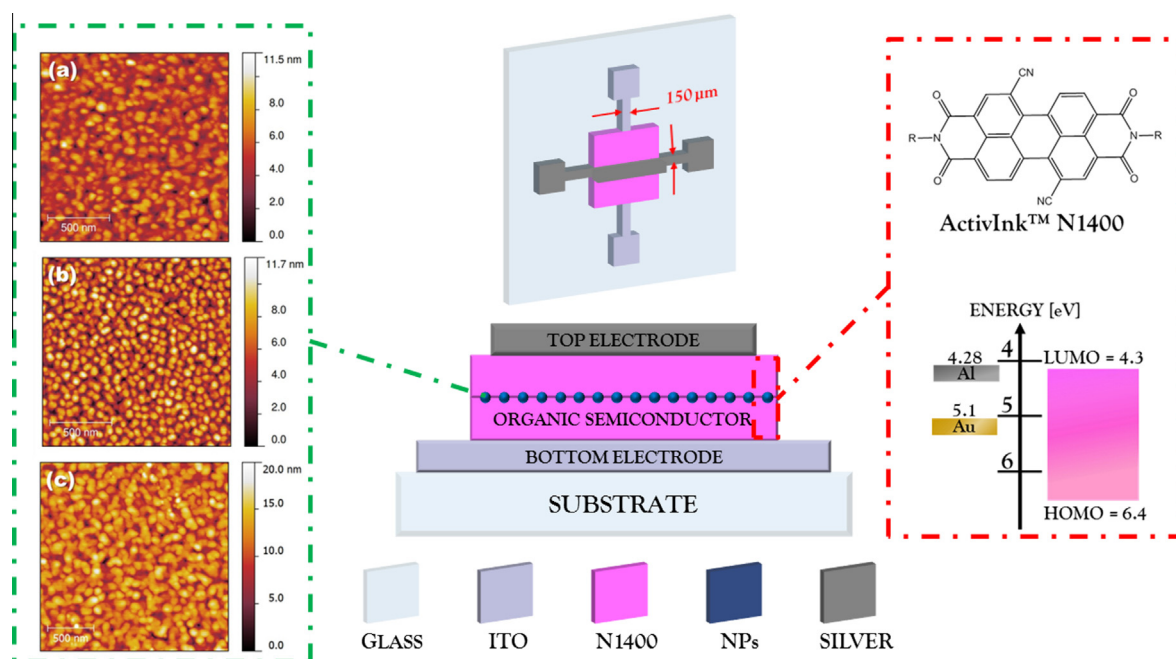 (a)
11.5 nm
8.0
6.0
4.0
2.0
0.0
500 nm
(b)
11.7 nm
8.0
6.0
4.0
2.0
0.0
500 nm
(c)
20.0 nm
15.0
10.0
5.0
0.0
500 nm
150 μm
TOP ELECTRODE
ORGANIC SEMICONDUCTOR
BOTTOM ELECTRODE
SUBSTRATE
GLASS
ITO
N1400
NPs
SILVER
CN
O
O
R
N
N
R
O
O
NC
ActivInk™ N1400
ENERGY [eV]
4
LUMO = 4.3
4.28
Al
5.1
5
Au
6
HOMO = 6.4